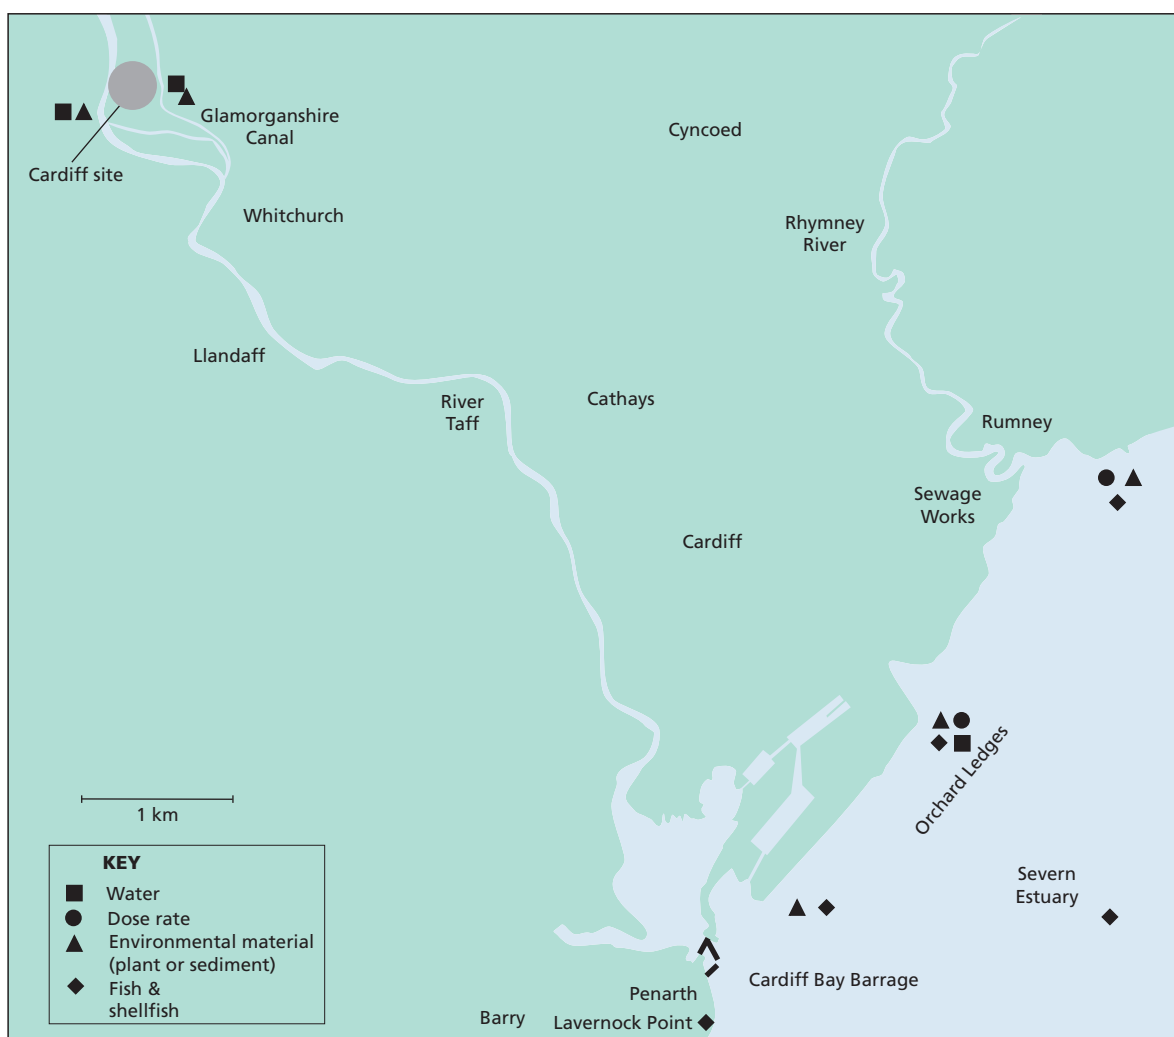 Glamorganshire
Canal
Cyncoed
Cardiff site
Whitchurch
Rhymney
River
Llandaff
River
Taff
Cathays
Rumney
Sewage
Works
Cardiff
Orchard Ledges
1 km
KEY
Water
Dose rate
Environmental material
(plant or sediment)
Fish &
shellfish
Severn
Estuary
Cardiff Bay Barrage
Penarth
Barry
Lavernock Point